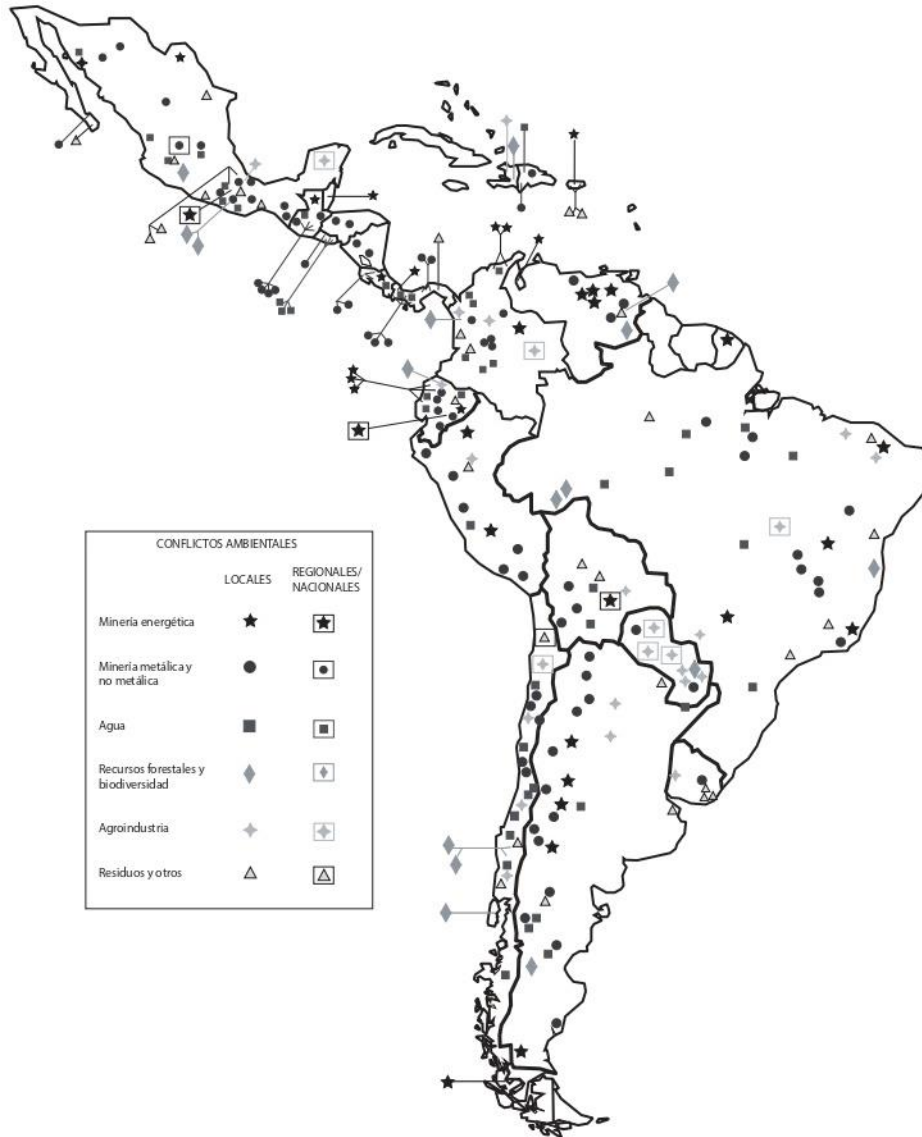 CONFLICTOS AMBIENTALES
LOCALES
REGIONALES/
NACIONALES
Minería energética
Minería metálica y
no metálica
Agua
Recursos forestales y
biodiversidad
Agroindustria
Residuos y otros